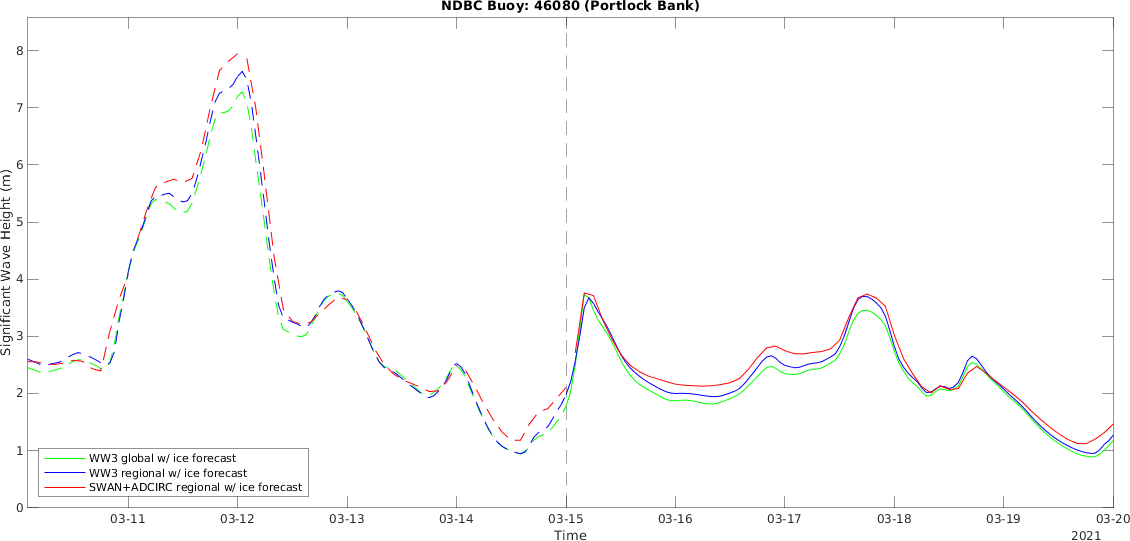 NDBC Buoy: 46080 (Portlock Bank)
Significant Wave Height (m)
8
7
6
5
4
3
2
1
0
WW3 global w/ ice forecast
WW3 regional w/ ice forecast
SWAN+ADCIRC regional w/ ice forecast
03-11 03-12 03-13 03-14 03-15 03-16 03-17 03-18 03-19 03-20
Time
2021